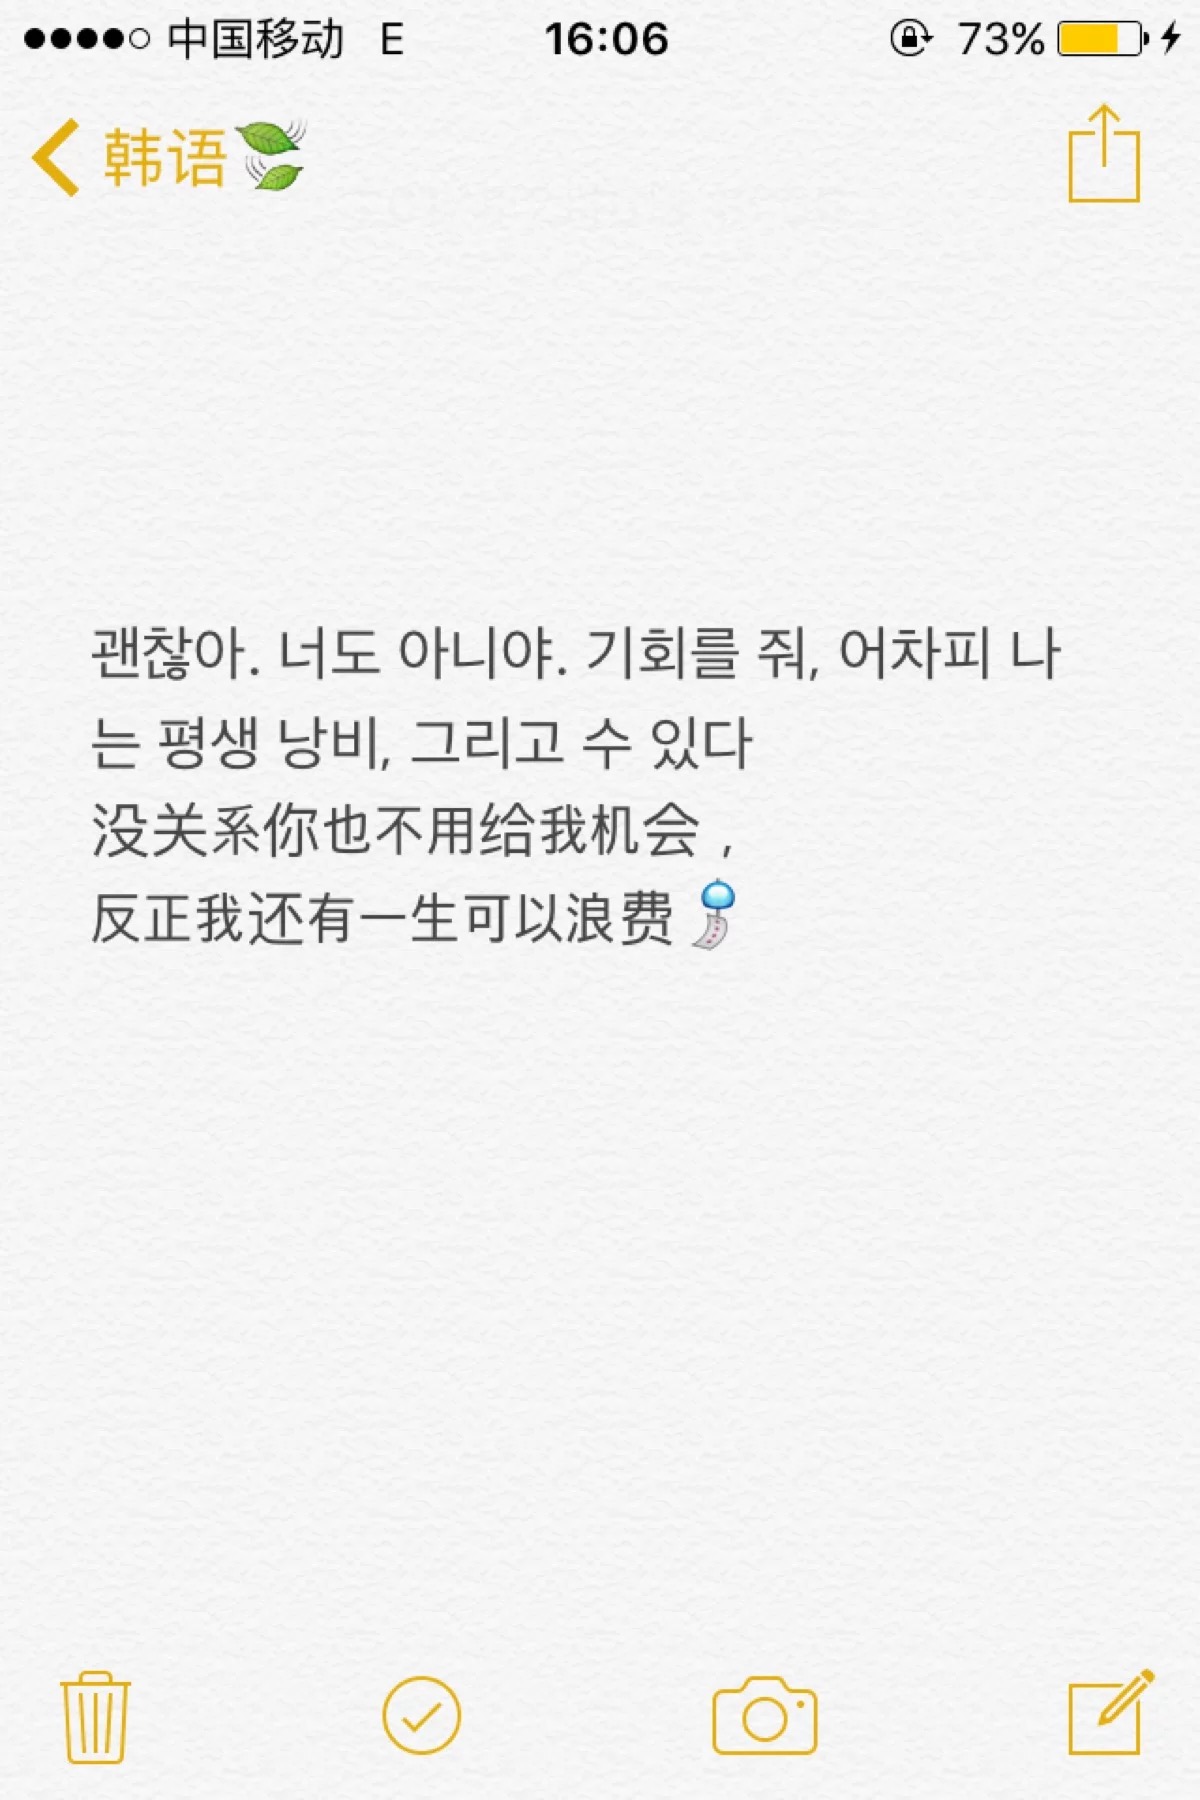 中国移动 E 16:06 73%
韩语🍃
괜찮아. 너도 아니야. 기회를 줘, 어차피 나
는 평생 낭비, 그리고 수 있다
没关系你也不用给我机会，
反正我还有一生可以浪费🎐